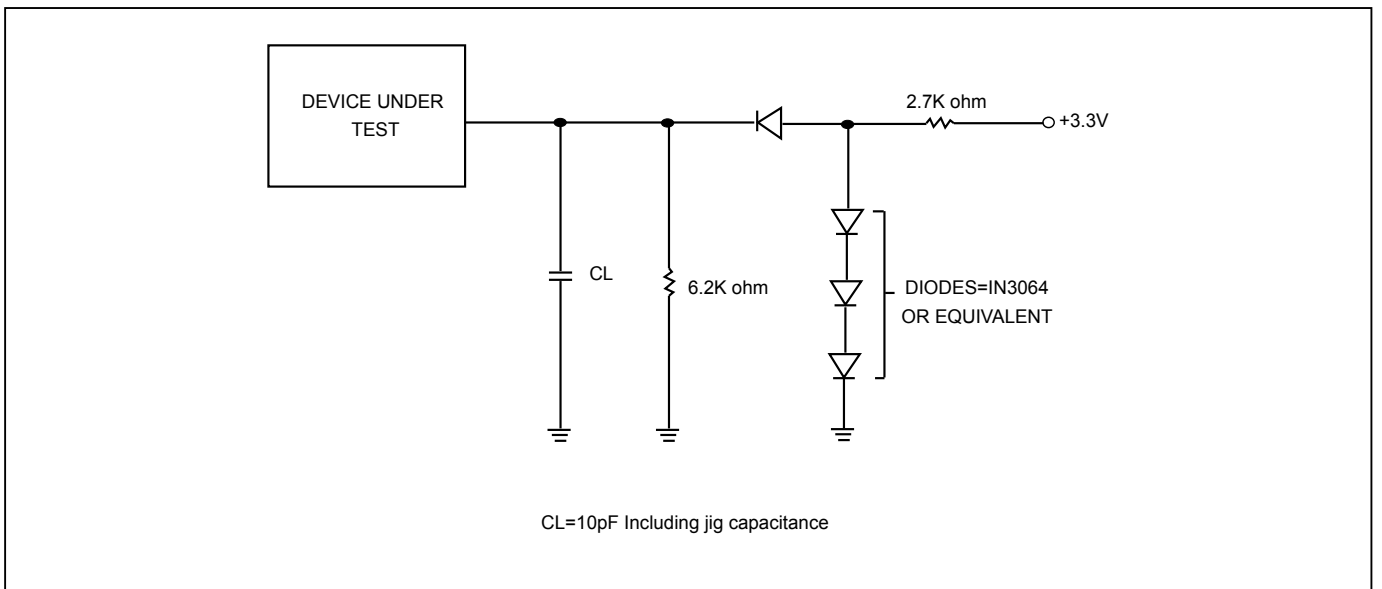 DEVICE UNDER
TEST
2.7K ohm
+3.3V
CL
6.2K ohm
DIODES=IN3064
OR EQUIVALENT
CL=10pF Including jig capacitance